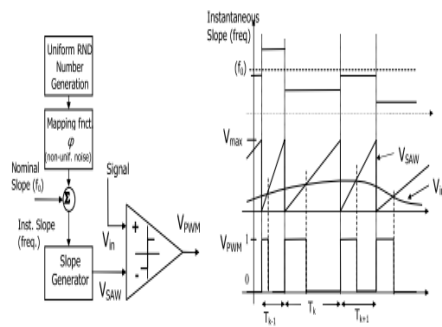 Uniform RND
Number
Generation
Mapping fnct.
φ
(non-unif. noise)
Nominal
Slope (f0)
Σ
Inst. Slope
(freq.)
Slope
Generator
Signal
Vin
VSAW
+
-
VPWM
Instantaneous
Slope (freq)
(f0)
Vmax
VSAW
Vin
VPWM
1
0
Tk-1
Tk
Tk+1